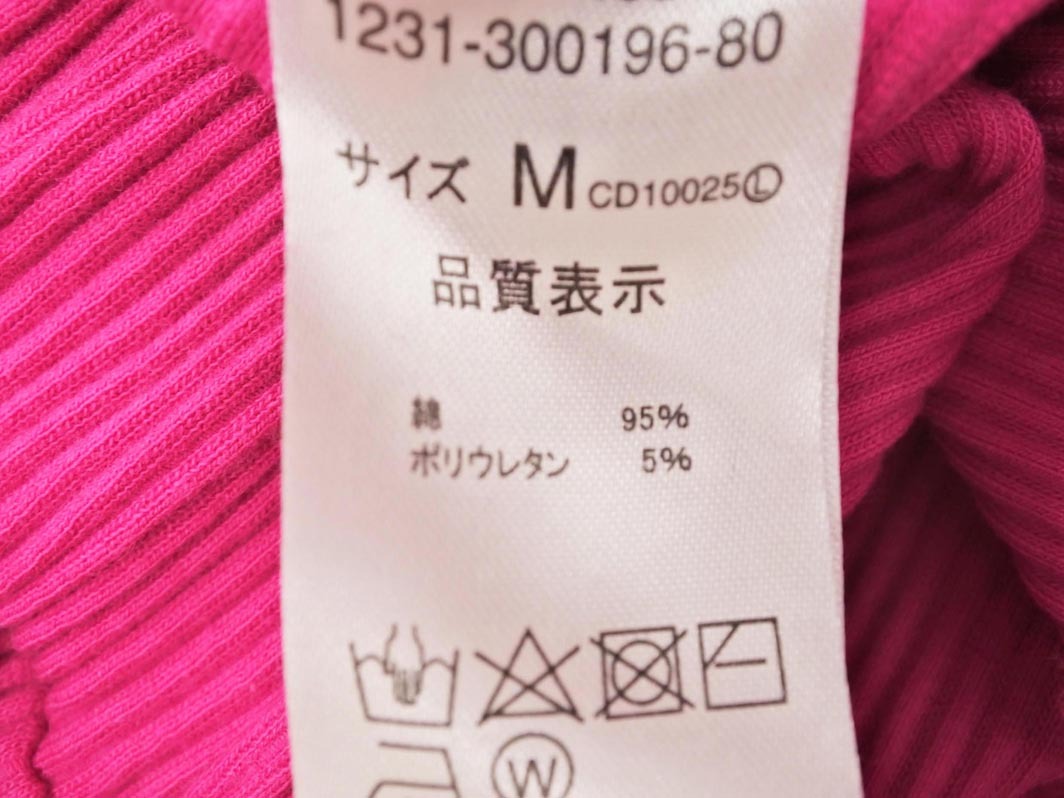 1231-300196-80
サイズ M CD10025Ⓛ
品質表示
綿 95%
ポリウレタン 5%
W